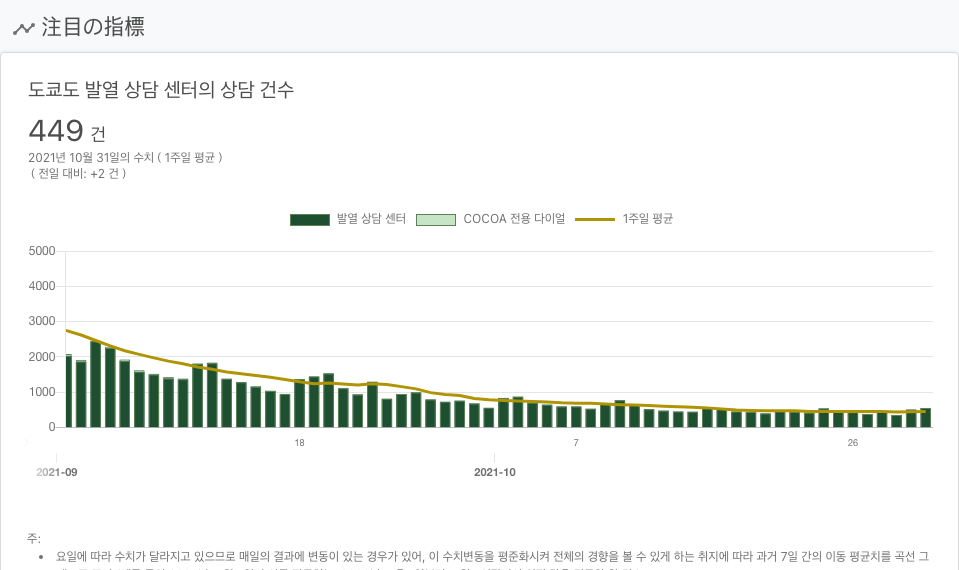 注目の指標
도쿄도 발열 상담 센터의 상담 건수
449 건
2021년 10월 31일의 수치 ( 1주일 평균 )
( 전일 대비: +2 건 )
발열 상담 센터 COCOA 전용 다이얼 1주일 평균
5000
4000
3000
2000
1000
0
18 7 26
2021-09 2021-10
주:
• 요일에 따라 수치가 달라지고 있으므로 매일의 결과에 변동이 있는 경우가 있어, 이 수치변동을 평준화시켜 전체의 경향을 볼 수 있게 하는 취지에 따라 과거 7일 간의 이동 평균치를 곡선 그